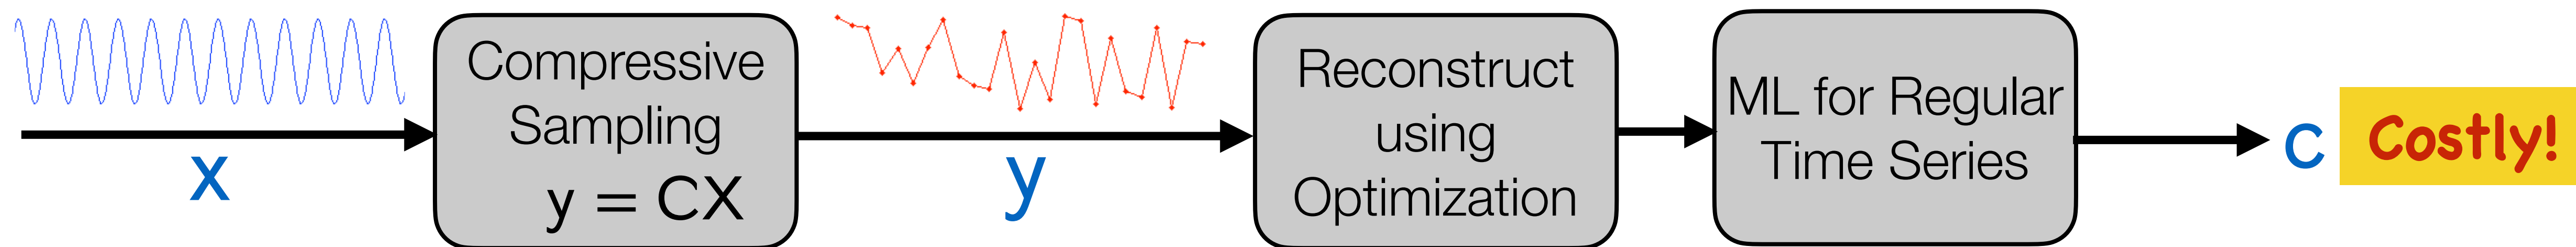 x
Compressive
Sampling
y = CX
y
Reconstruct
using
Optimization
ML for Regular
Time Series
c
Costly!